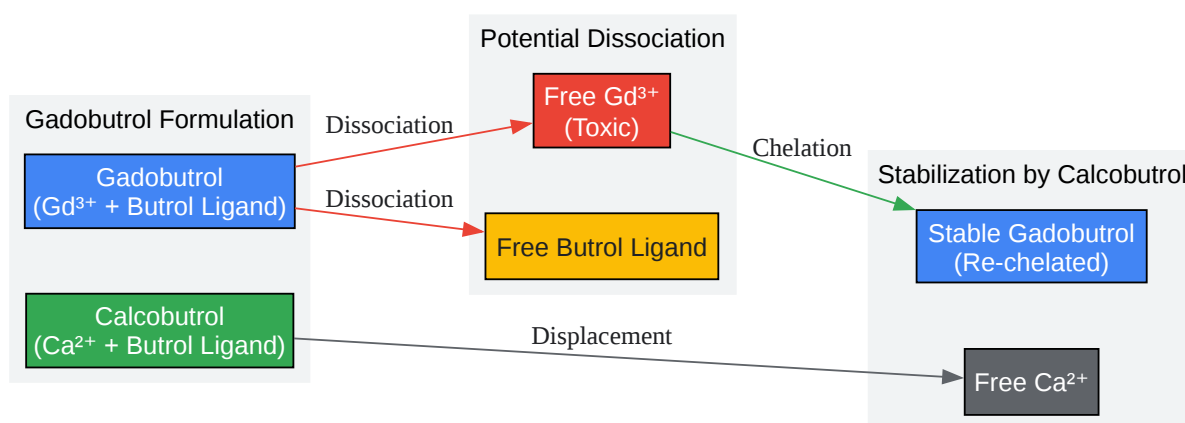 Potential Dissociation
Gadobutrol Formulation
Dissociation
Free Gd³⁺
(Toxic)
Chelation
Stabilization by Calcobutrol
Gadobutrol
(Gd³⁺ + Butrol Ligand)
Dissociation
Free Butrol Ligand
Stable Gadobutrol
(Re-chelated)
Calcobutrol
(Ca²⁺ + Butrol Ligand)
Displacement
Free Ca²⁺